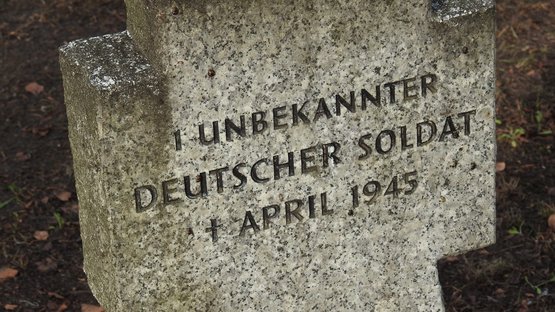 1 UNBEKANNTER
DEUTSCHER SOLDAT
† APRIL 1945